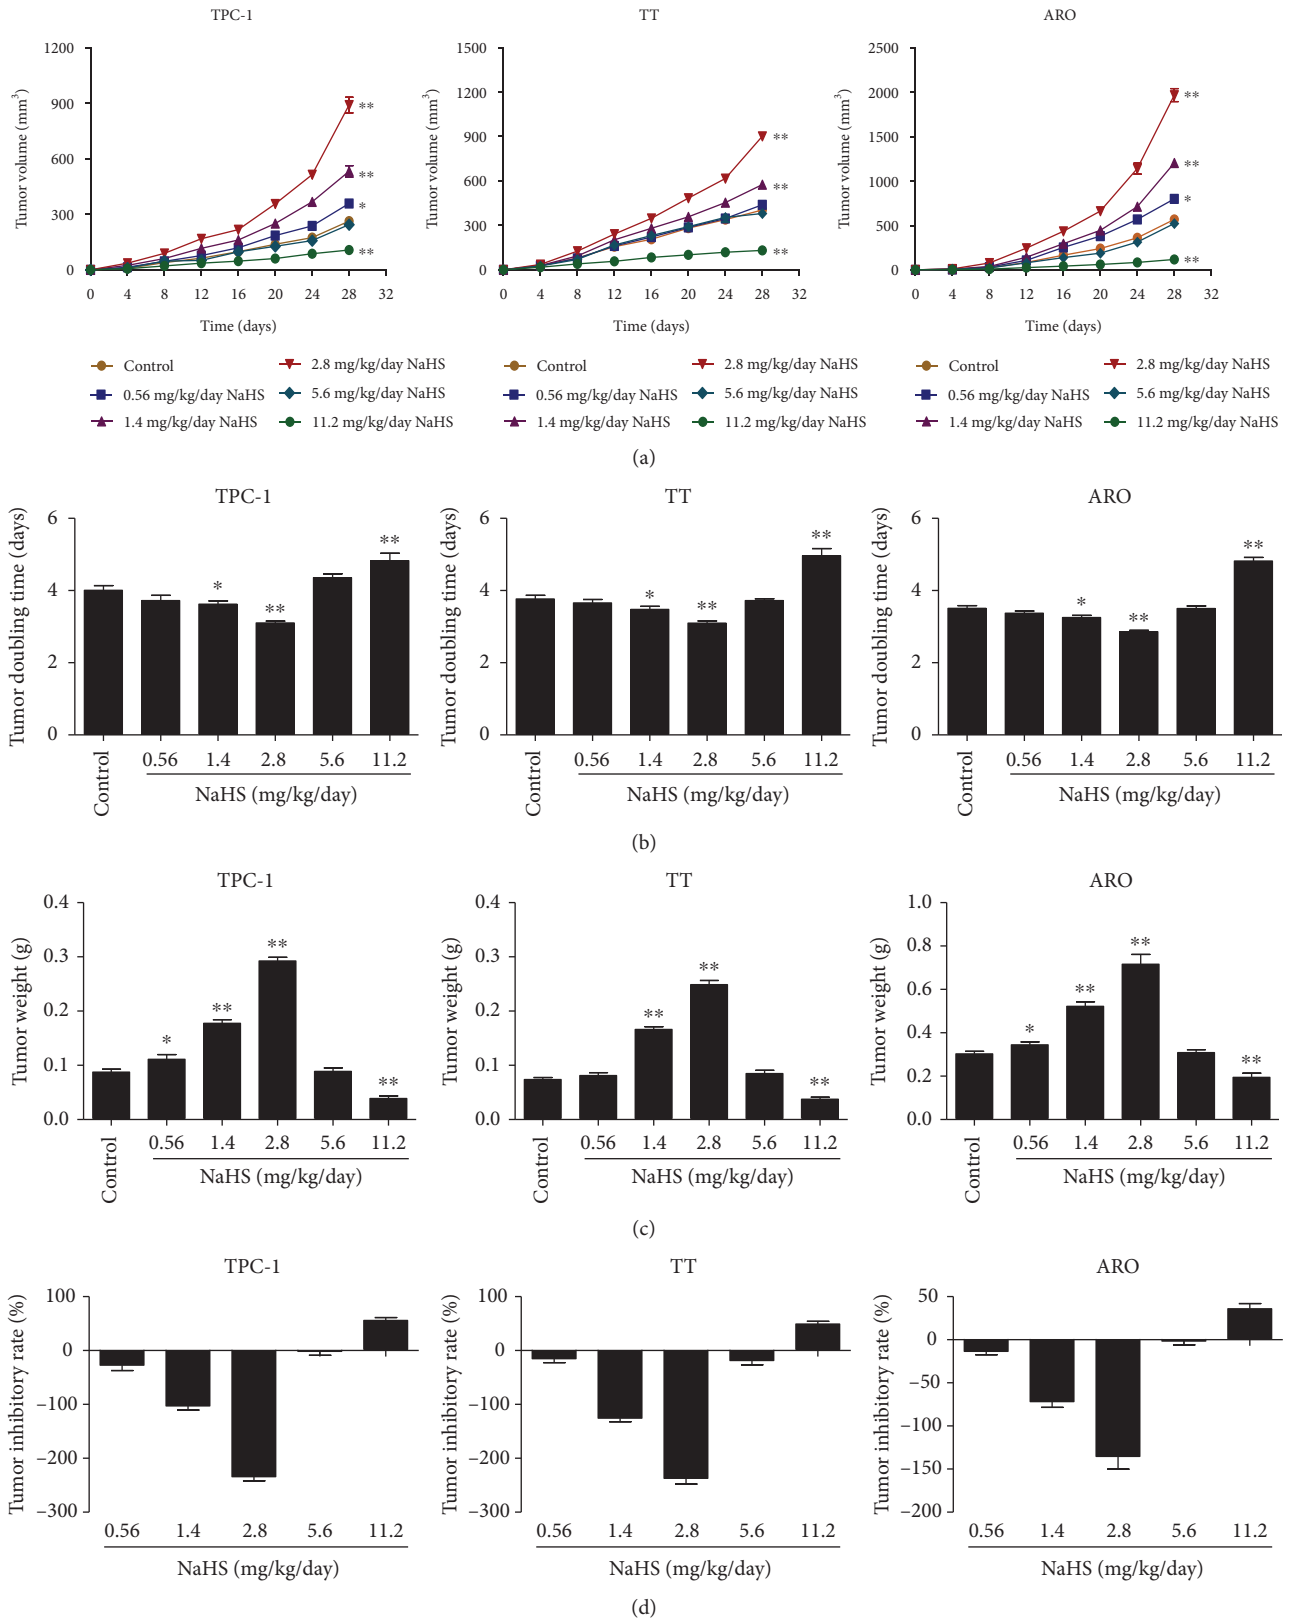 TPC-1
TT
ARO
Tumor volume (mm³)
1200
900
600
300
0
0 4 8 12 16 20 24 28 32
Time (days)
**
**
*
**
Tumor volume (mm³)
1500
1200
900
600
300
0
0 4 8 12 16 20 24 28 32
Time (days)
**
**
**
Tumor volume (mm³)
2500
2000
1500
1000
500
0
0 4 8 12 16 20 24 28 32
Time (days)
**
**
*
**
Control
0.56 mg/kg/day NaHS
1.4 mg/kg/day NaHS
2.8 mg/kg/day NaHS
5.6 mg/kg/day NaHS
11.2 mg/kg/day NaHS
Control
0.56 mg/kg/day NaHS
1.4 mg/kg/day NaHS
2.8 mg/kg/day NaHS
5.6 mg/kg/day NaHS
11.2 mg/kg/day NaHS
Control
0.56 mg/kg/day NaHS
1.4 mg/kg/day NaHS
2.8 mg/kg/day NaHS
5.6 mg/kg/day NaHS
11.2 mg/kg/day NaHS
(a)
TPC-1
Tumor doubling time (days)
6
4
2
0
* ** **
Control 0.56 1.4 2.8 5.6 11.2
NaHS (mg/kg/day)
TT
Tumor doubling time (days)
6
4
2
0
* ** **
Control 0.56 1.4 2.8 5.6 11.2
NaHS (mg/kg/day)
ARO
Tumor doubling time (days)
6
4
2
0
* ** **
Control 0.56 1.4 2.8 5.6 11.2
NaHS (mg/kg/day)
(b)
TPC-1
Tumor weight (g)
0.4
0.3
0.2
0.1
0.0
* ** ** **
Control 0.56 1.4 2.8 5.6 11.2
NaHS (mg/kg/day)
TT
Tumor weight (g)
0.4
0.3
0.2
0.1
0.0
** ** **
Control 0.56 1.4 2.8 5.6 11.2
NaHS (mg/kg/day)
ARO
Tumor weight (g)
1.0
0.8
0.6
0.4
0.2
0.0
* ** ** **
Control 0.56 1.4 2.8 5.6 11.2
NaHS (mg/kg/day)
(c)
TPC-1
Tumor inhibitory rate (%)
100
0
−100
−200
−300
0.56 1.4 2.8 5.6 11.2
NaHS (mg/kg/day)
TT
Tumor inhibitory rate (%)
100
0
−100
−200
−300
0.56 1.4 2.8 5.6 11.2
NaHS (mg/kg/day)
ARO
Tumor inhibitory rate (%)
50
0
−50
−100
−150
−200
0.56 1.4 2.8 5.6 11.2
NaHS (mg/kg/day)
(d)